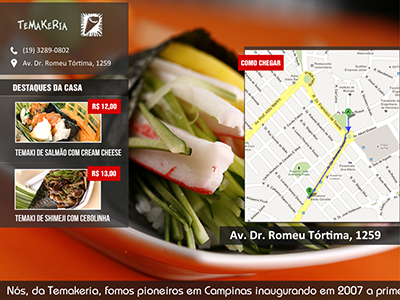 TEMAKERIA
(19) 3289-0802
Av. Dr. Romeu Tórtima, 1259
DESTAQUES DA CASA
R$ 12,00
TEMAKI DE SALMÃO COM CREAM CHEESE
R$ 13,00
TEMAKI DE SHIMEJI COM CEBOLINHA
COMO CHEGAR
Av. Dr. Romeu Tórtima, 1259
Nós, da Temakeria, fomos pioneiros em Campinas inaugurando em 2007 a prime